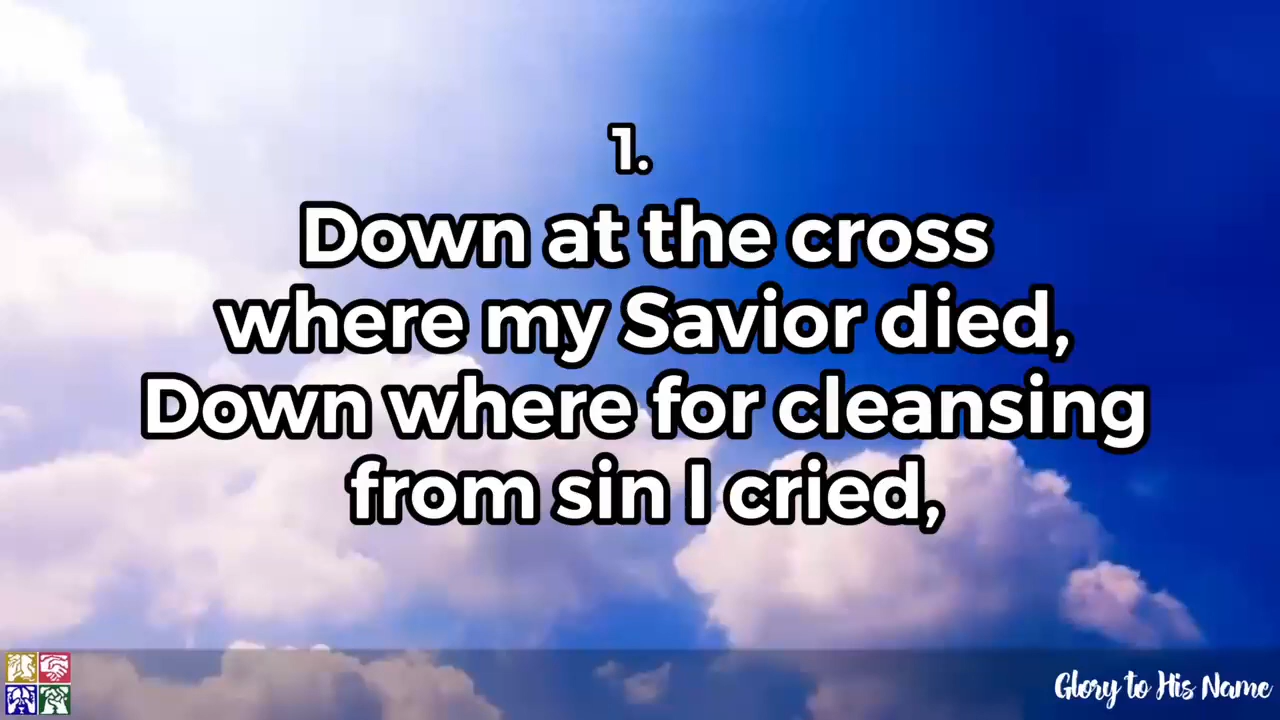 1.
Down at the cross
where my Savior died,
Down where for cleansing
from sin I cried,
Glory to His Name